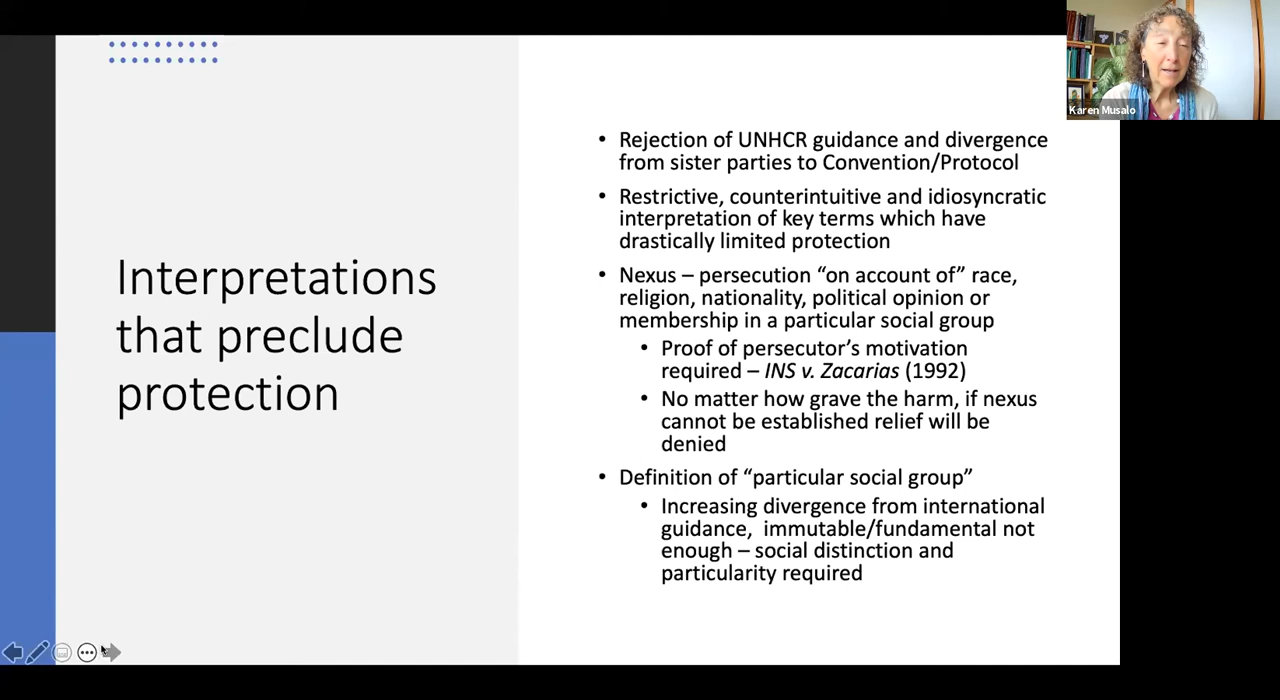 Karen Musalo
Interpretations
that preclude
protection
• Rejection of UNHCR guidance and divergence
from sister parties to Convention/Protocol
• Restrictive, counterintuitive and idiosyncratic
interpretation of key terms which have
drastically limited protection
• Nexus – persecution “on account of” race,
religion, nationality, political opinion or
membership in a particular social group
• Proof of persecutor’s motivation
required – INS v. Zacarias (1992)
• No matter how grave the harm, if nexus
cannot be established relief will be
denied
• Definition of “particular social group”
• Increasing divergence from international
guidance, immutable/fundamental not
enough – social distinction and
particularity required